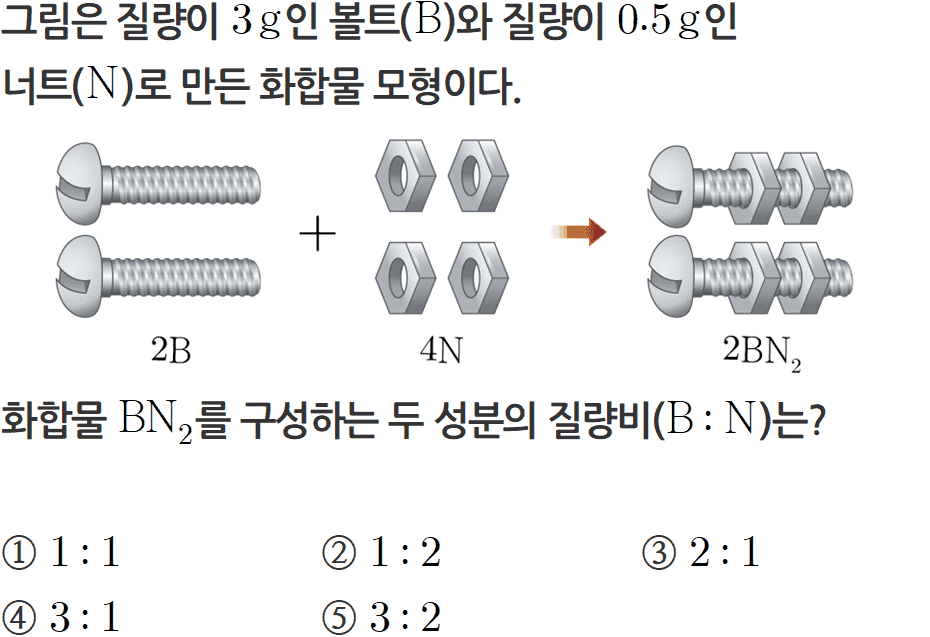 그림은 질량이 3 g인 볼트(B)와 질량이 0.5 g인
너트(N)로 만든 화합물 모형이다.
+
2B 4N 2BN₂
화합물 BN₂를 구성하는 두 성분의 질량비(B : N)는?
① 1 : 1 ② 1 : 2 ③ 2 : 1
④ 3 : 1 ⑤ 3 : 2